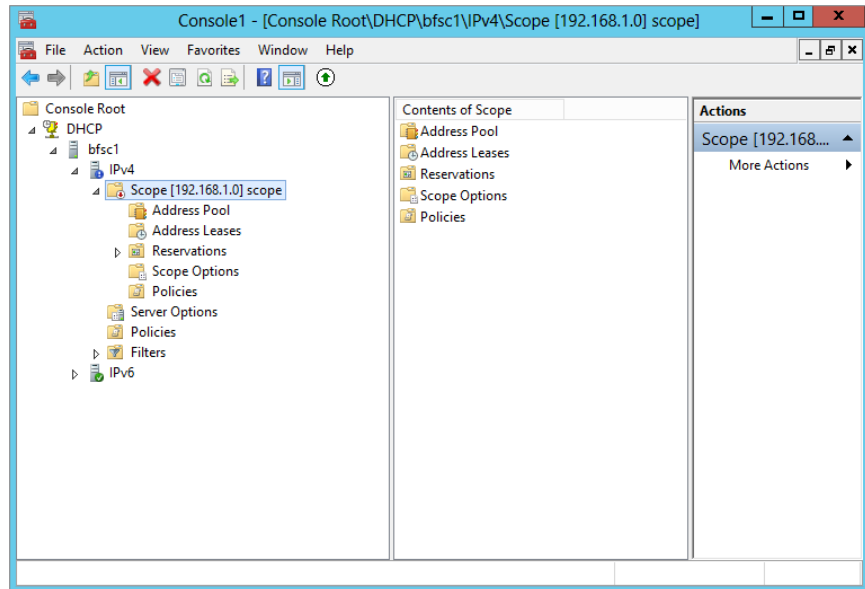 Console1 - [Console Root\DHCP\bfsc1\IPv4\Scope [192.168.1.0] scope]
File Action View Favorites Window Help
Console Root
DHCP
bfsc1
IPv4
Scope [192.168.1.0] scope
Address Pool
Address Leases
Reservations
Scope Options
Policies
Server Options
Policies
Filters
IPv6
Contents of Scope
Address Pool
Address Leases
Reservations
Scope Options
Policies
Actions
Scope [192.168....
More Actions